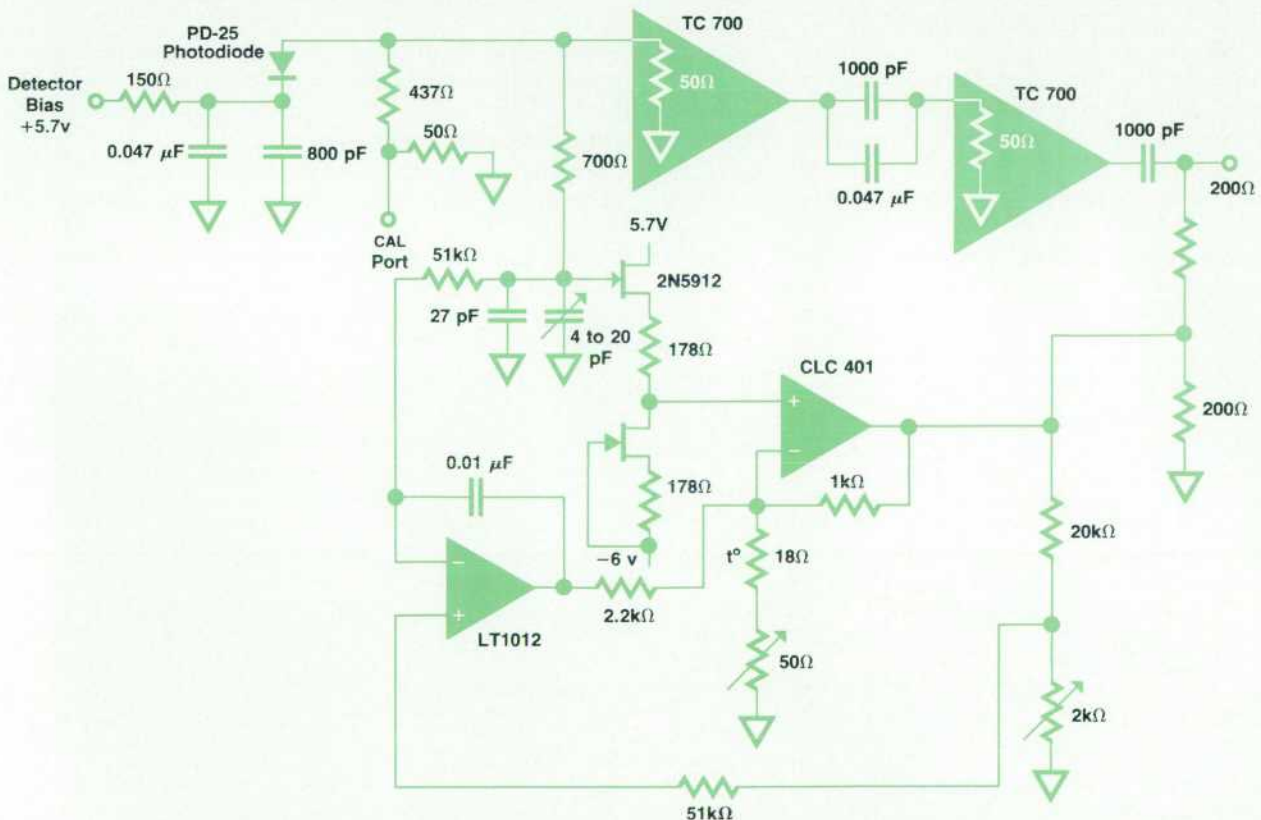 TC 700
PD-25
Photodiode
Detector
Bias
+5.7v
150Ω
437Ω
50Ω
50Ω
1000 pF
TC 700
1000 pF
0.047 μF
800 pF
700Ω
0.047 μF
50Ω
200Ω
CAL
Port
5.7V
51kΩ
2N5912
27 pF
4 to 20
pF
178Ω
CLC 401
+
−
200Ω
0.01 μF
178Ω
1kΩ
−6 v
t°
18Ω
20kΩ
−
+
2.2kΩ
LT1012
50Ω
2kΩ
51kΩ